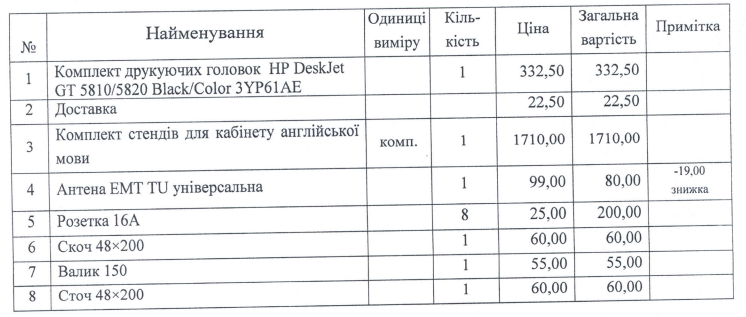 № Найменування Одиниці виміру Кіль-кість Ціна Загальна вартість Примітка
1 Комплект друкуючих головок HP DeskJet GT 5810/5820 Black/Color 3YP61AE 1 332,50 332,50
2 Доставка 22,50 22,50
3 Комплект стендів для кабінету англійської мови комп. 1 1710,00 1710,00
4 Антена EMT TU універсальна 1 99,00 80,00 -19,00 знижка
5 Розетка 16А 8 25,00 200,00
6 Скоч 48×200 1 60,00 60,00
7 Валик 150 1 55,00 55,00
8 Сточ 48×200 1 60,00 60,00